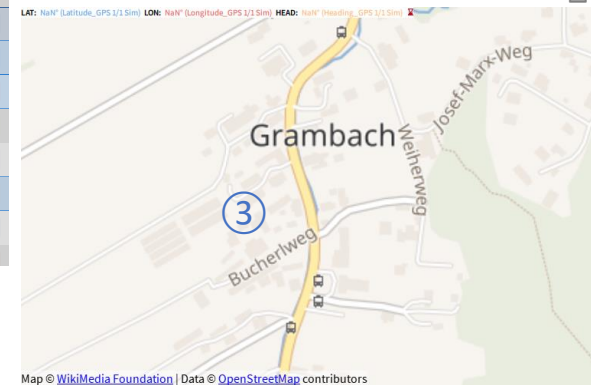 LAT: NaN° (Latitude_GPS 1/1 Sim) LON: NaN° (Longitude_GPS 1/1 Sim) HEAD: NaN° (Heading_GPS 1/1 Sim)
Josef-Marx-Weg
Grambach
Weiherweg
3
Bucherlweg
Map © WikiMedia Foundation | Data © OpenStreetMap contributors